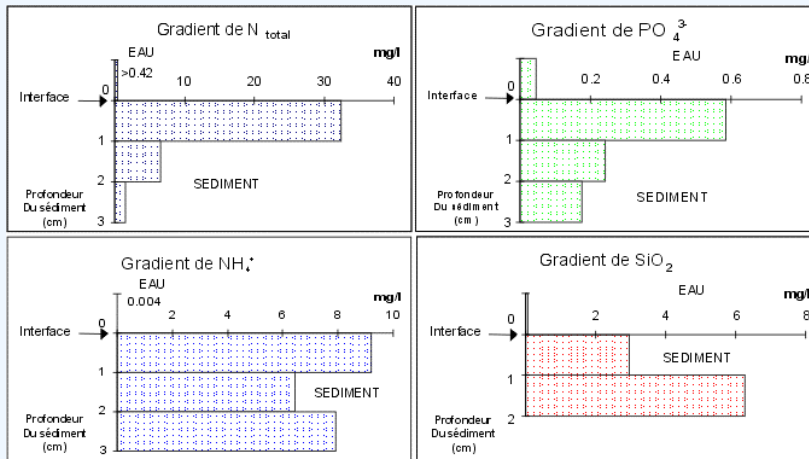 Gradient de N total
EAU
mg/l
>0.42
0 10 20 30 40
Interface
1
2
SEDIMENT
Profondeur
Du sédiment
(cm)
3
Gradient de PO 4 3-
EAU
mg/l
0 0.2 0.4 0.6 0.8
Interface
1
2
SEDIMENT
Profondeur
Du sédiment
(cm)
3
Gradient de NH4+
EAU
mg/l
0.004
0 2 4 6 8 10
Interface
1
SEDIMENT
2
Profondeur
Du sédiment
(cm)
3
Gradient de SiO2
EAU
mg/l
0 2 4 6 8
Interface
SEDIMENT
1
Profondeur
Du sédiment
(cm)
2